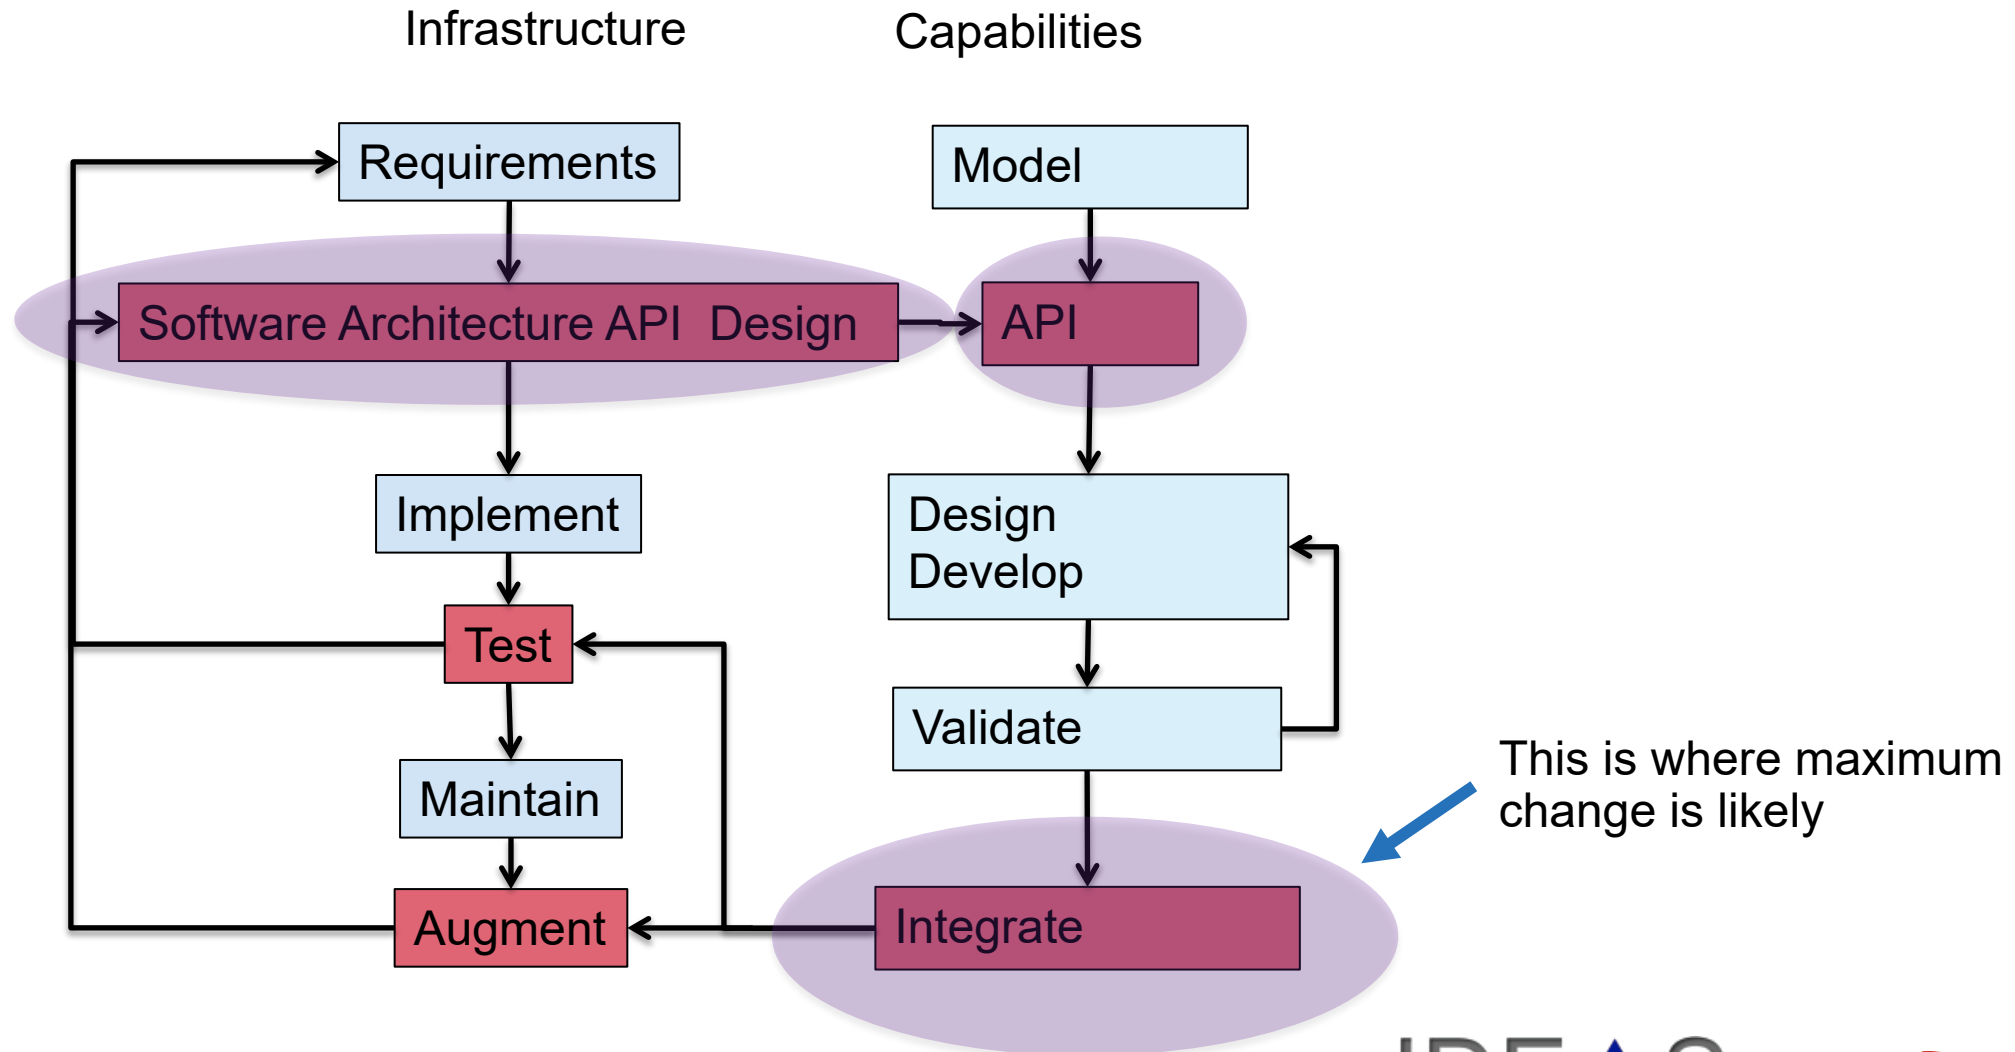 Infrastructure
Capabilities
Requirements
Model
Software Architecture API  Design
API
Implement
Design
Develop
Test
Validate
Maintain
This is where maximum
change is likely
Augment
Integrate